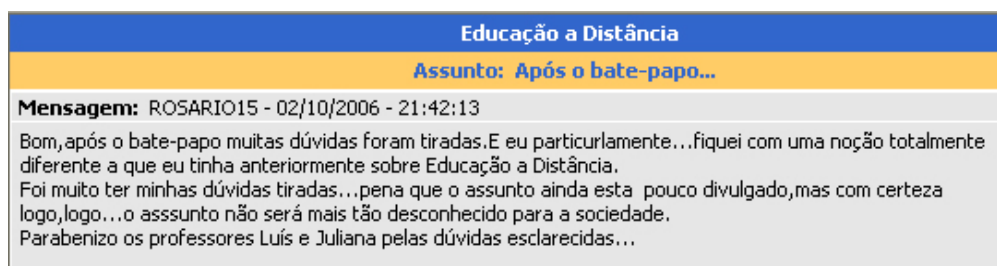 Educação a Distância
Assunto: Após o bate-papo...
Mensagem: ROSARIO15 - 02/10/2006 - 21:42:13
Bom,após o bate-papo muitas dúvidas foram tiradas.E eu particurlamente...fiquei com uma noção totalmente
diferente a que eu tinha anteriormente sobre Educação a Distância.
Foi muito ter minhas dúvidas tiradas...pena que o assunto ainda esta pouco divulgado,mas com certeza
logo,logo...o asssunto não será mais tão desconhecido para a sociedade.
Parabenizo os professores Luís e Juliana pelas dúvidas esclarecidas...